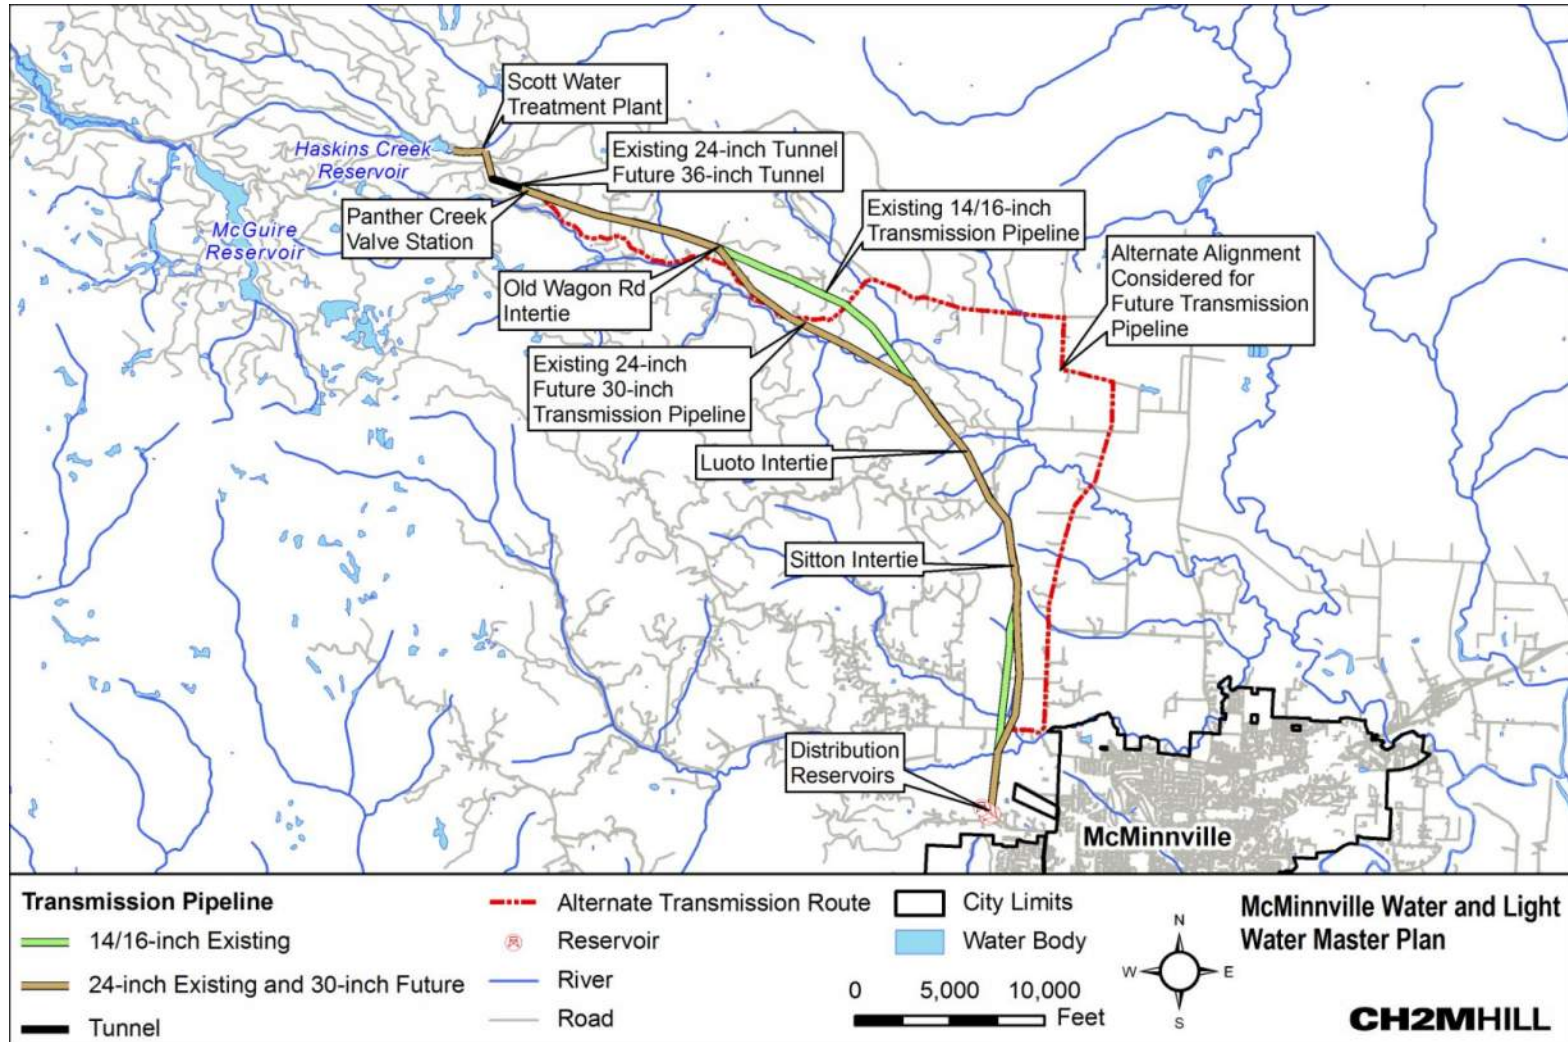 Scott Water
Treatment Plant
Haskins Creek
Reservoir
Existing 24-inch Tunnel
Future 36-inch Tunnel
McGuire
Reservoir
Panther Creek
Valve Station
Existing 14/16-inch
Transmission Pipeline
Alternate Alignment
Considered for
Future Transmission
Pipeline
Old Wagon Rd
Intertie
Existing 24-inch
Future 30-inch
Transmission Pipeline
Luoto Intertie
Sitton Intertie
Distribution
Reservoirs
McMinnville
Transmission Pipeline
14/16-inch Existing
24-inch Existing and 30-inch Future
Tunnel
Alternate Transmission Route
Reservoir
River
Road
City Limits
Water Body
0 5,000 10,000
Feet
N
W E
S
McMinnville Water and Light
Water Master Plan
CH2MHILL